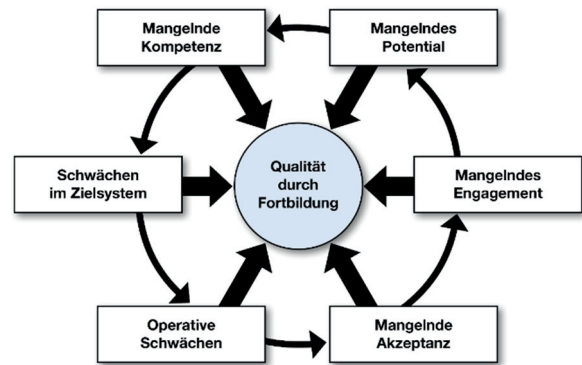 Mangelnde
Kompetenz
Mangelndes
Potential
Schwächen
im Zielsystem
Qualität
durch
Fortbildung
Mangelndes
Engagement
Operative
Schwächen
Mangelnde
Akzeptanz